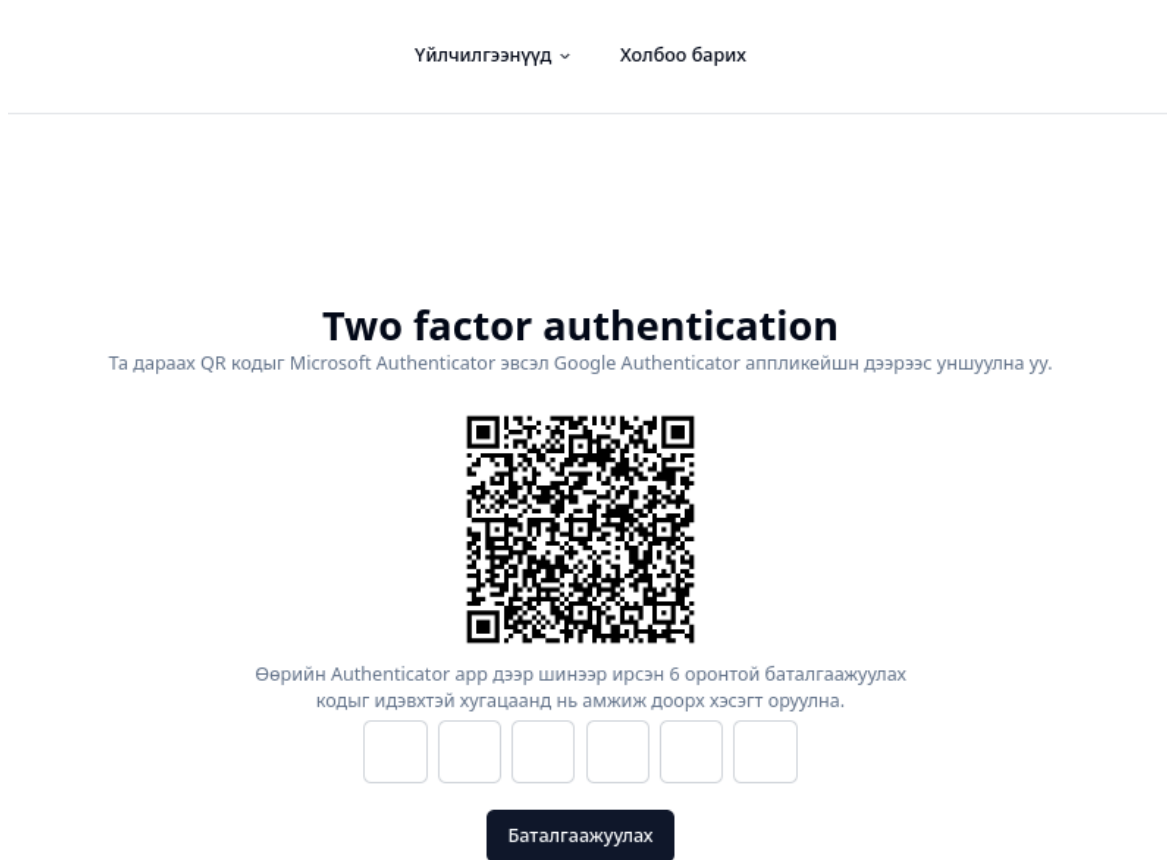 Үйлчилгээнүүд
Холбоо барих
Two factor authentication
Та дараах QR кодыг Microsoft Authenticator эвсэл Google Authenticator аппликейшн дээрээс уншуулна уу.
Өөрийн Authenticator app дээр шинээр ирсэн 6 оронтой баталгаажуулах
кодыг идэвхтэй хугацаанд нь амжиж доорх хэсэгт оруулна.
Баталгаажуулах